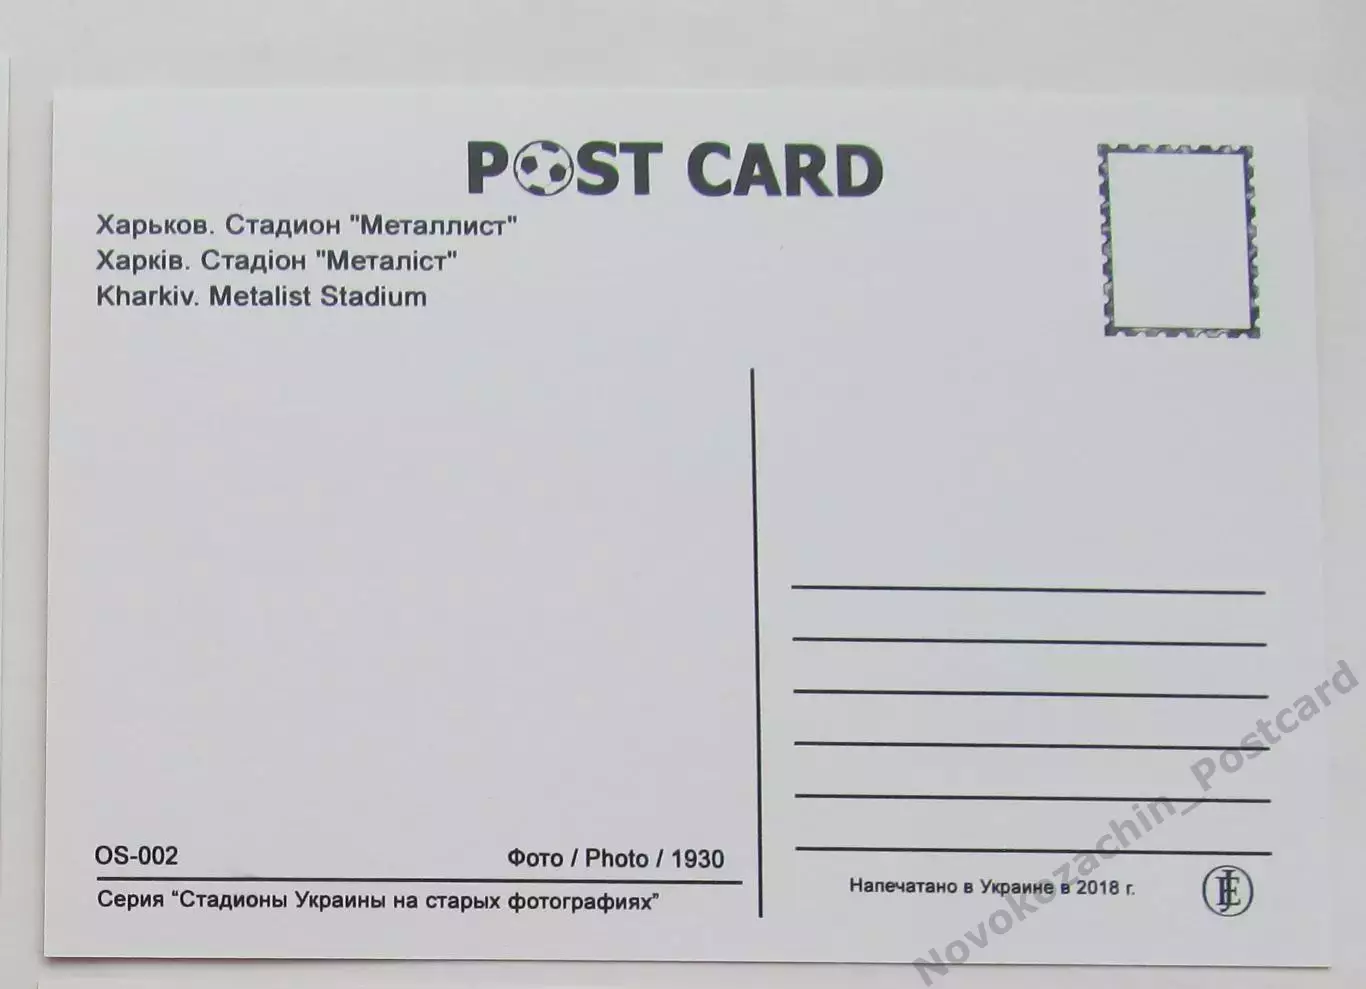 POST CARD
Харьков. Стадион "Металлист"
Харків. Стадіон "Металіст"
Kharkiv. Metalist Stadium
OS-002
Фото / Photo / 1930
Серия “Стадионы Украины на старых фотографиях”
Напечатано в Украине в 2018 г.
Novokazachin_Postcard